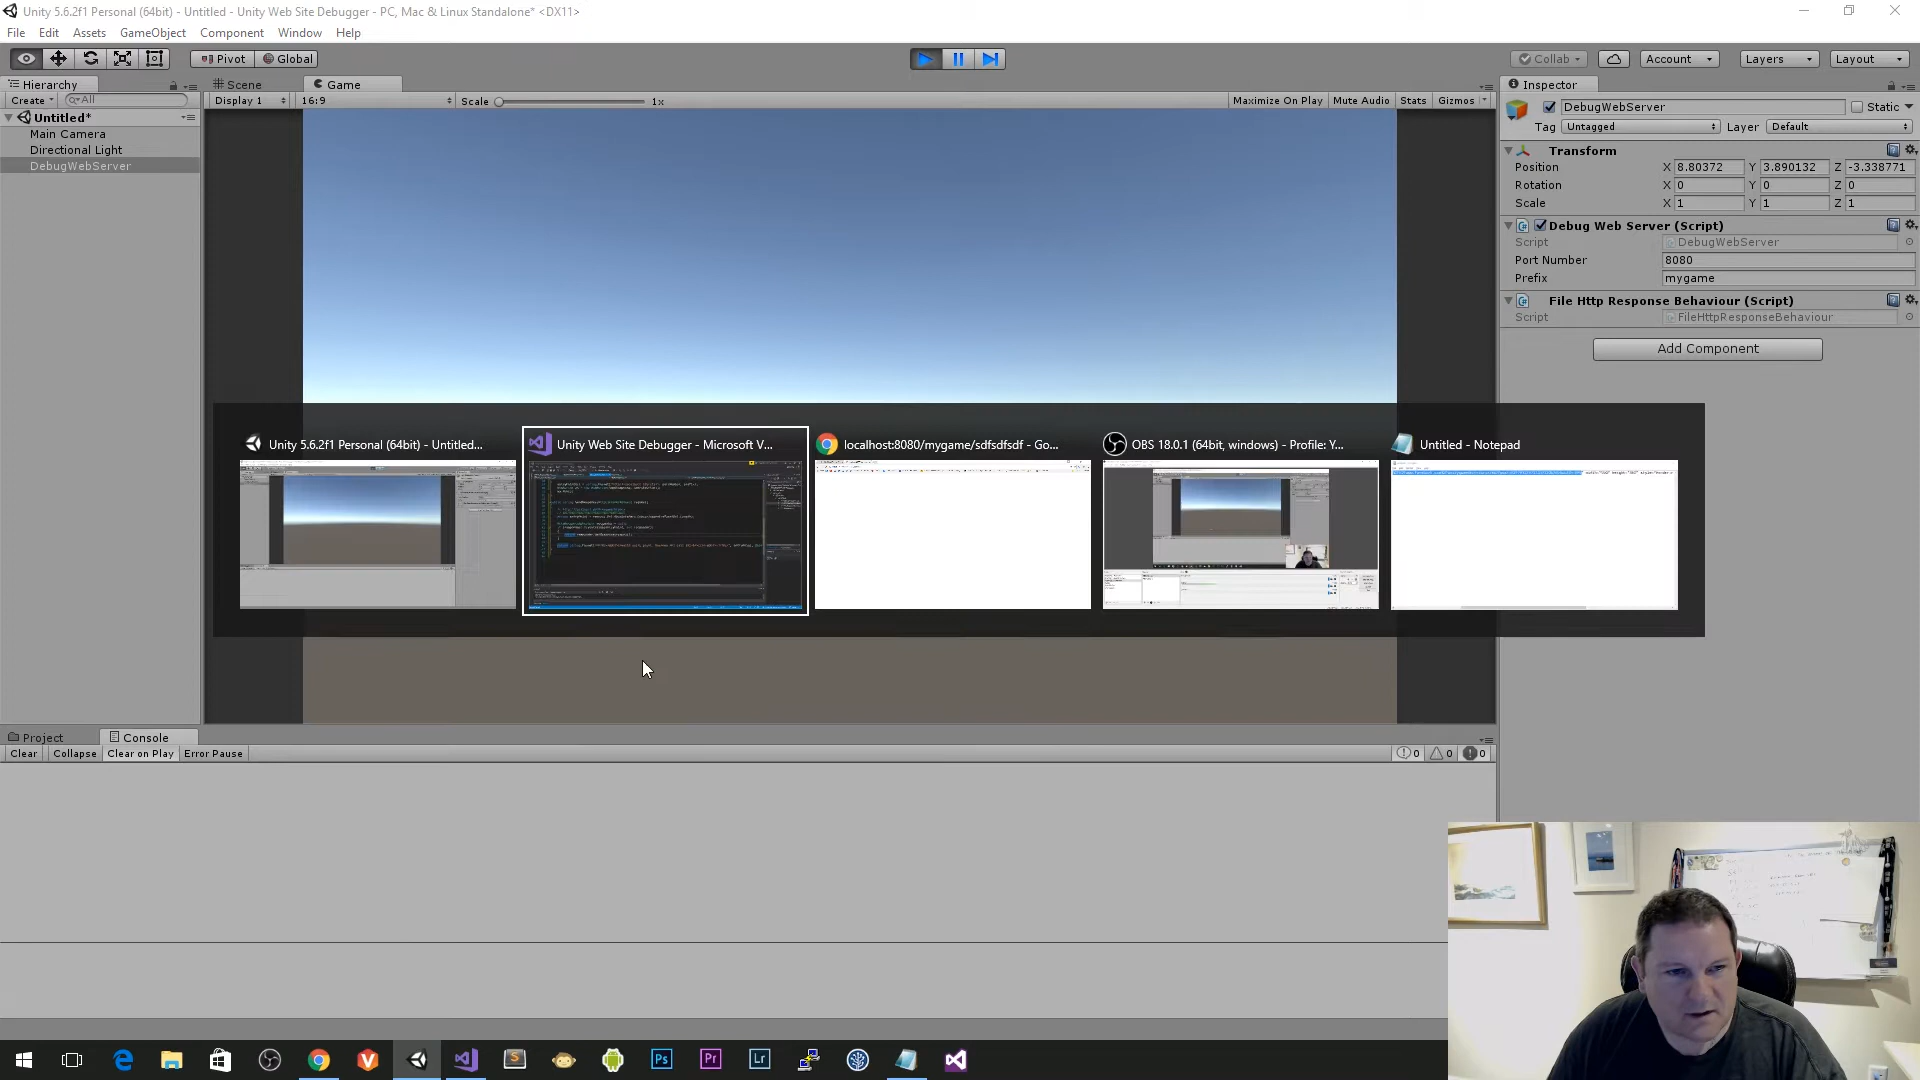 Unity 5.6.2f1 Personal (64bit) - Untitled - Unity Web Site Debugger - PC, Mac & Linux Standalone* <DX11>
File Edit Assets GameObject Component Window Help
Pivot Global Collab Account Layers Layout
Hierarchy Scene Game Inspector
Create All Display 1 16:9 Scale 1x Maximize On Play Mute Audio Stats Gizmos
DebugWebServer Static
Untitled*
Tag Untagged Layer Default
Main Camera
Directional Light
DebugWebServer
Transform
Position X 8.80372 Y 3.890132 Z -3.338771
Rotation X 0 Y 0 Z 0
Scale X 1 Y 1 Z 1
Debug Web Server (Script)
Script DebugWebServer
Port Number 8080
Prefix mygame
File Http Response Behaviour (Script)
Script FileHttpResponseBehaviour
Add Component
Unity 5.6.2f1 Personal (64bit) - Untitled...
Unity Web Site Debugger - Microsoft V...
localhost:8080/mygame/sdfsdfsdf - Go...
OBS 18.0.1 (64bit, windows) - Profile: Y...
Untitled - Notepad
Project Console
Clear Collapse Clear on Play Error Pause 0 0 0
Ps Pr Lr